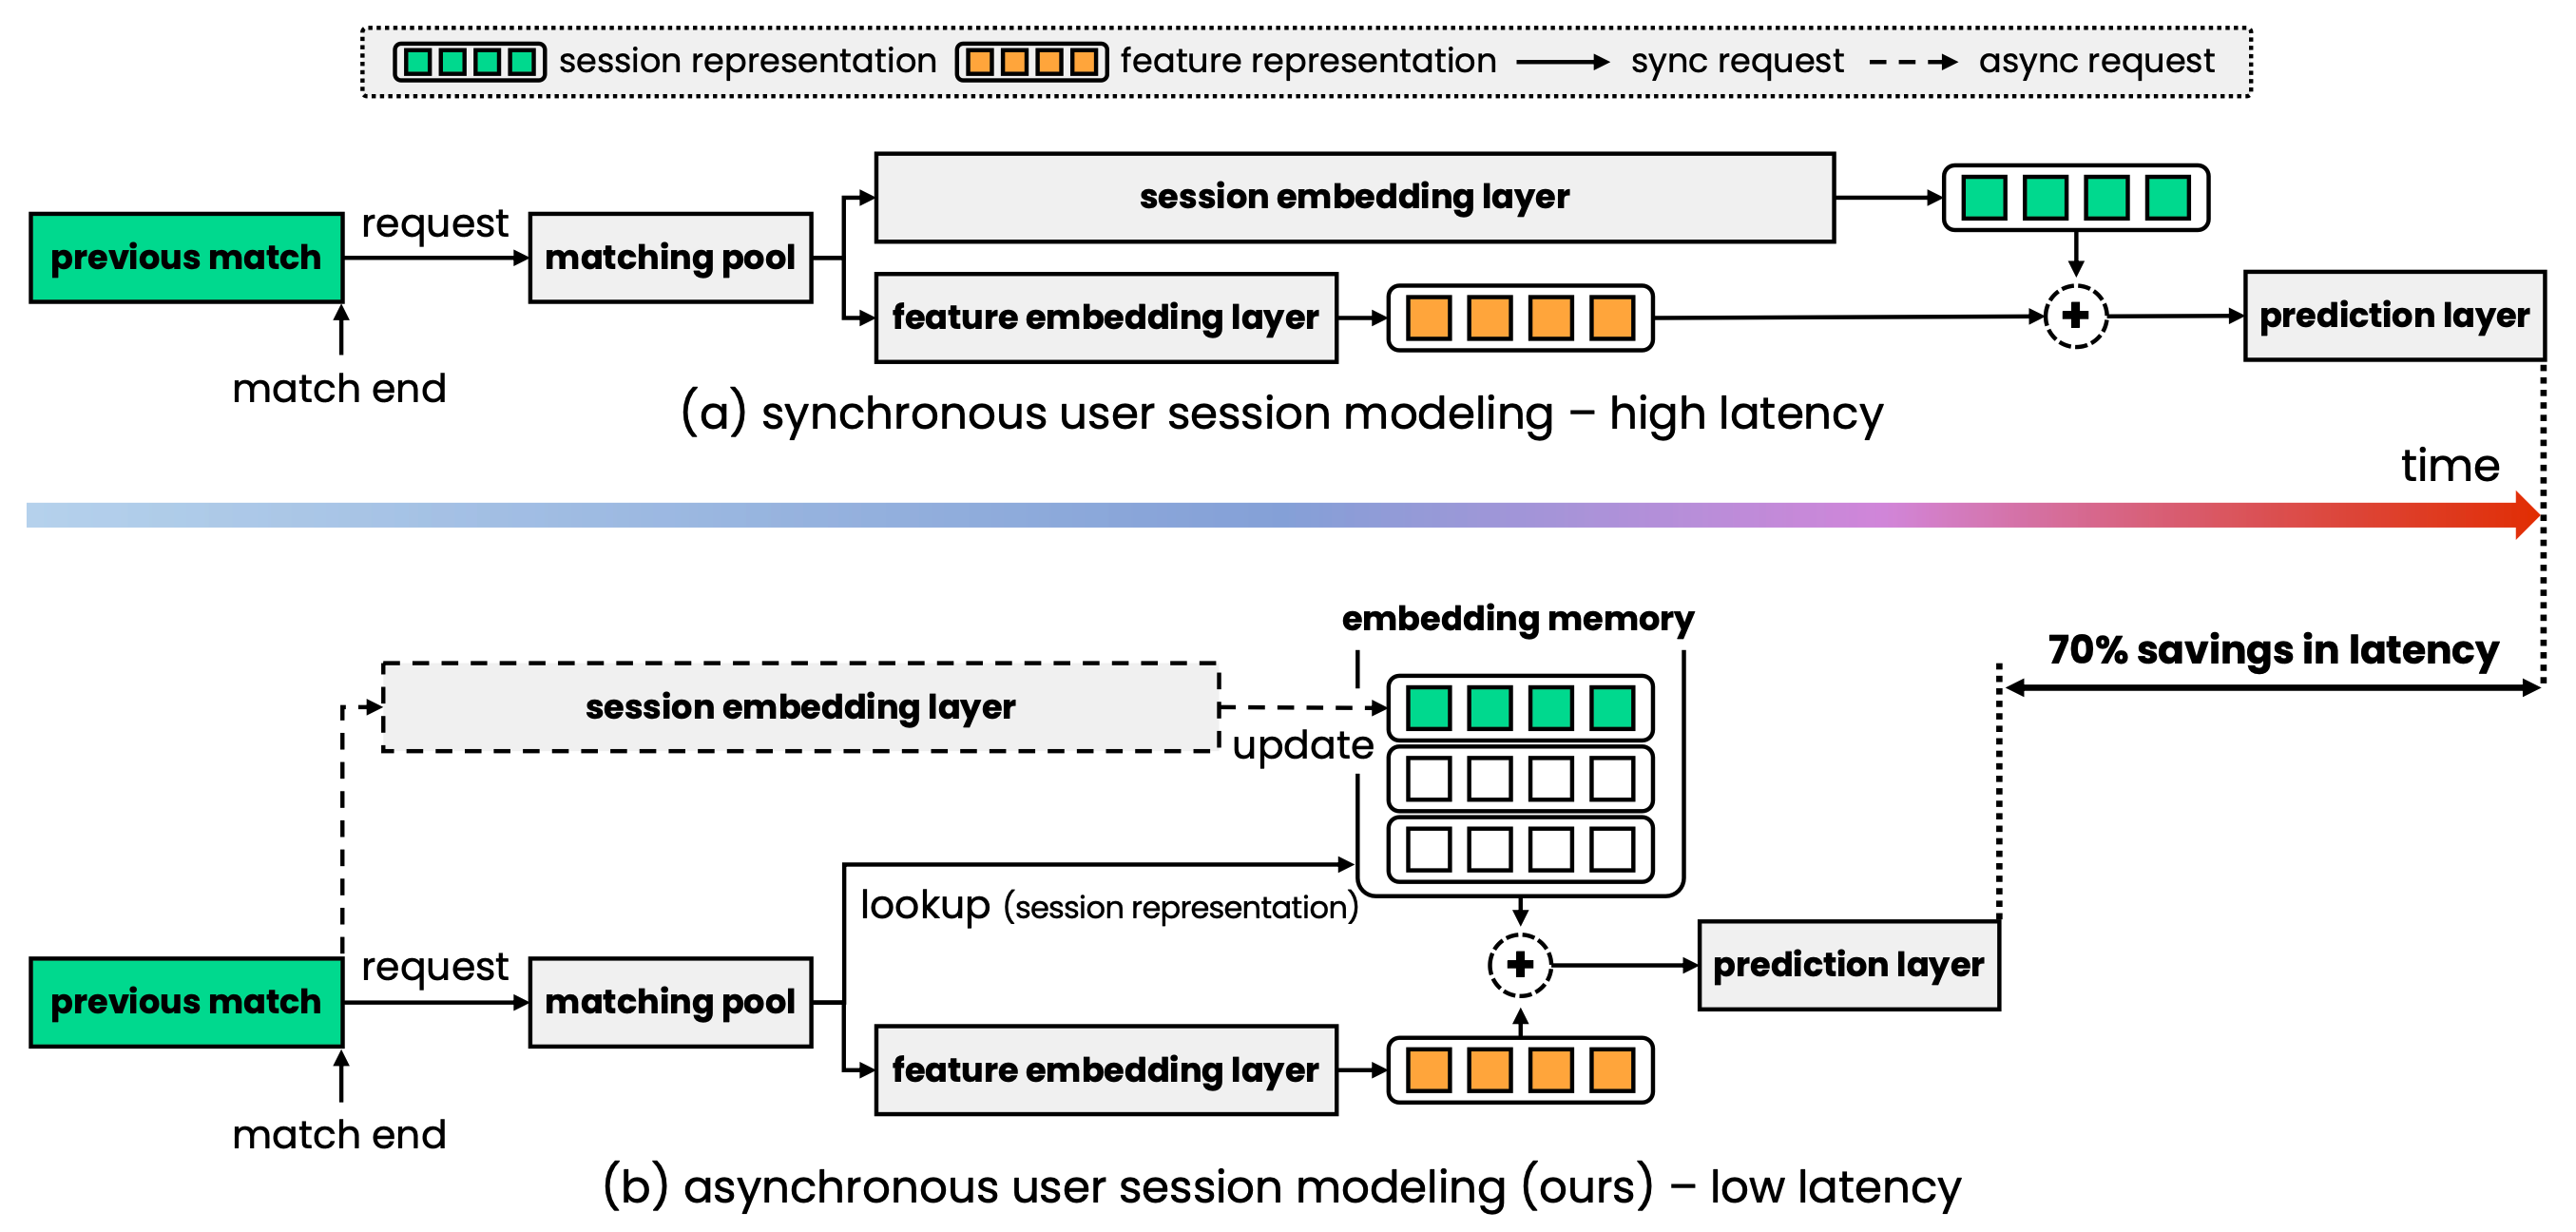 session representation
feature representation
sync request
async request
session embedding layer
previous match
request
matching pool
feature embedding layer
+
prediction layer
match end
(a) synchronous user session modeling – high latency
time
embedding memory
70% savings in latency
session embedding layer
update
lookup (session representation)
previous match
request
matching pool
+
prediction layer
feature embedding layer
match end
(b) asynchronous user session modeling (ours) – low latency